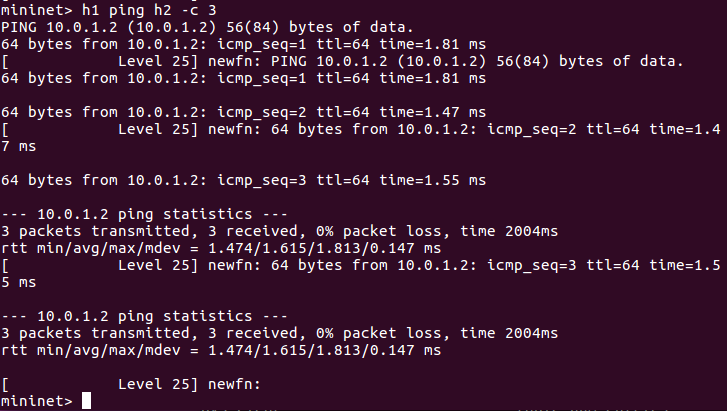 mininet> h1 ping h2 -c 3
PING 10.0.1.2 (10.0.1.2) 56(84) bytes of data.
64 bytes from 10.0.1.2: icmp_seq=1 ttl=64 time=1.81 ms
[            Level 25] newfn: PING 10.0.1.2 (10.0.1.2) 56(84) bytes of data.
64 bytes from 10.0.1.2: icmp_seq=1 ttl=64 time=1.81 ms
64 bytes from 10.0.1.2: icmp_seq=2 ttl=64 time=1.47 ms
[            Level 25] newfn: 64 bytes from 10.0.1.2: icmp_seq=2 ttl=64 time=1.4
7 ms
64 bytes from 10.0.1.2: icmp_seq=3 ttl=64 time=1.55 ms
--- 10.0.1.2 ping statistics ---
3 packets transmitted, 3 received, 0% packet loss, time 2004ms
rtt min/avg/max/mdev = 1.474/1.615/1.813/0.147 ms
[            Level 25] newfn: 64 bytes from 10.0.1.2: icmp_seq=3 ttl=64 time=1.5
5 ms
--- 10.0.1.2 ping statistics ---
3 packets transmitted, 3 received, 0% packet loss, time 2004ms
rtt min/avg/max/mdev = 1.474/1.615/1.813/0.147 ms
[            Level 25] newfn:
mininet>